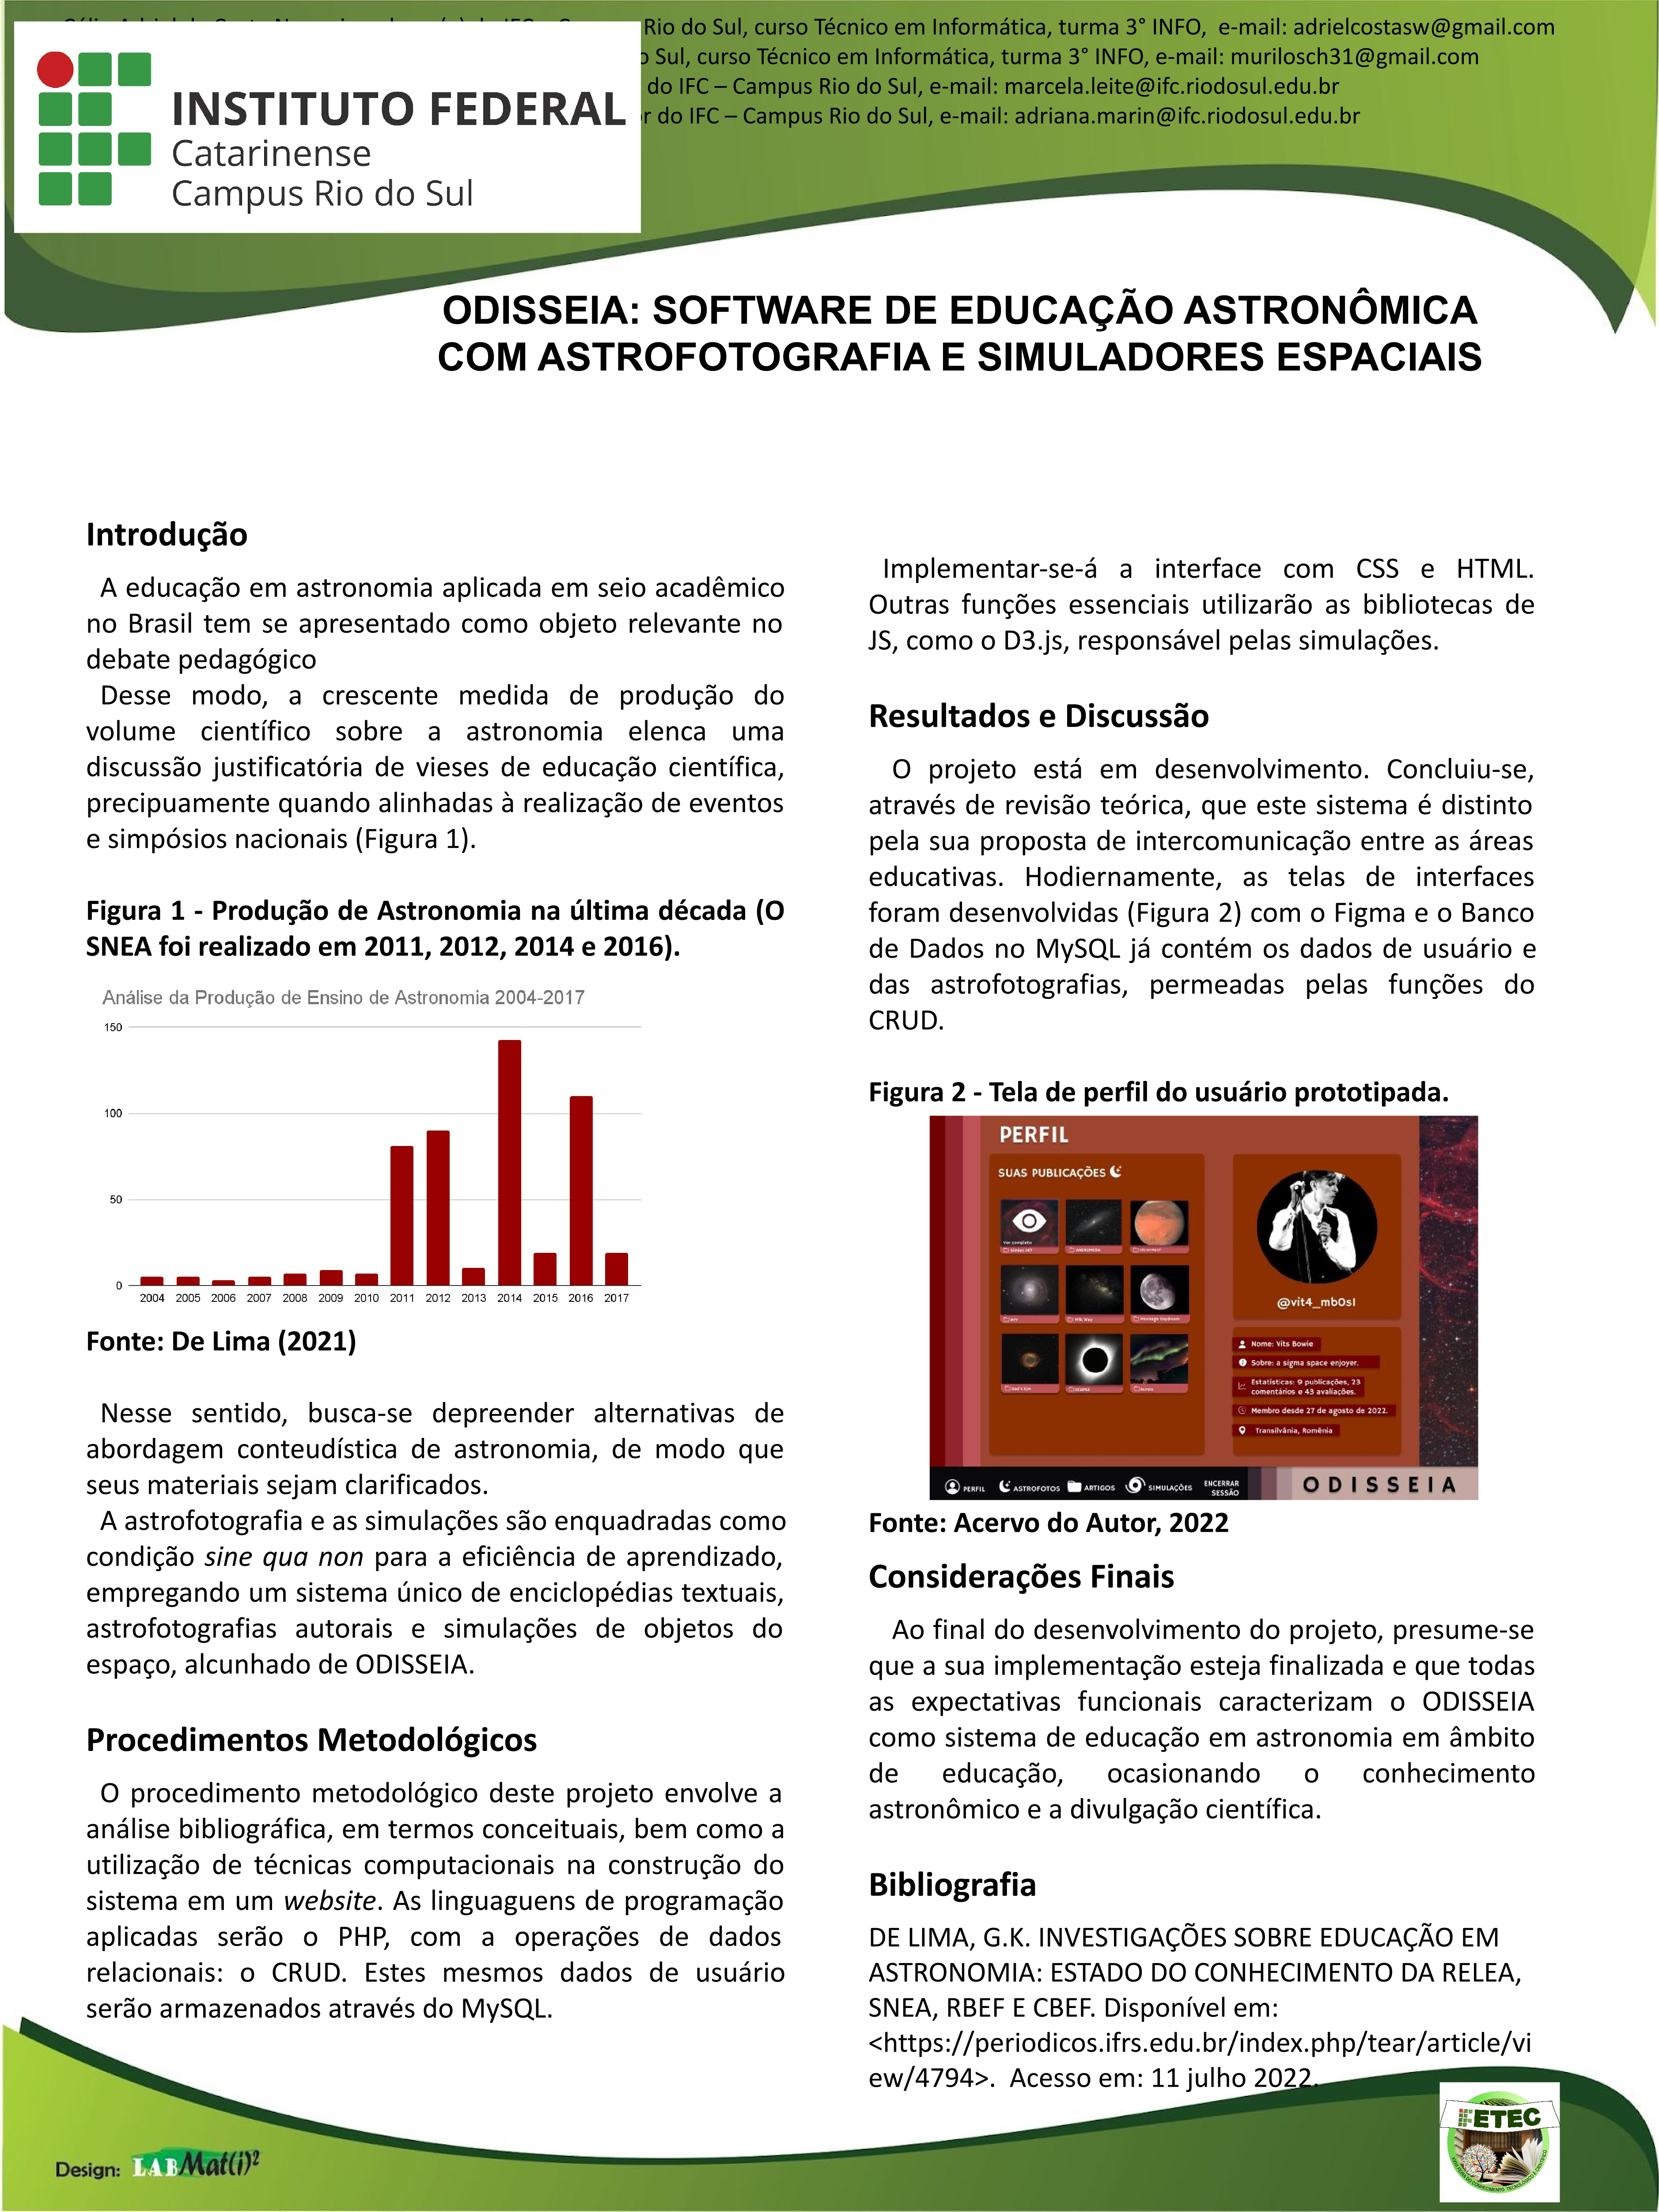 Rio do Sul, curso Técnico em Informática, turma 3° INFO, e-mail: adrielcostasw@gmail.com
Sul, curso Técnico em Informática, turma 3° INFO, e-mail: murilosch31@gmail.com
do IFC – Campus Rio do Sul, e-mail: marcela.leite@ifc.riodosul.edu.br
do IFC – Campus Rio do Sul, e-mail: adriana.marin@ifc.riodosul.edu.br
INSTITUTO FEDERAL
Catarinense
Campus Rio do Sul
ODISSEIA: SOFTWARE DE EDUCAÇÃO ASTRONÔMICA
COM ASTROFOTOGRAFIA E SIMULADORES ESPACIAIS
Introdução
A educação em astronomia aplicada em seio acadêmico
no Brasil tem se apresentado como objeto relevante no
debate pedagógico
Desse modo, a crescente medida de produção do
volume científico sobre a astronomia elenca uma
discussão justificatória de vieses de educação científica,
precipuamente quando alinhadas à realização de eventos
e simpósios nacionais (Figura 1).
Figura 1 - Produção de Astronomia na última década (O
SNEA foi realizado em 2011, 2012, 2014 e 2016).
Análise da Produção de Ensino de Astronomia 2004-2017
150
100
50
0
2004 2005 2006 2007 2008 2009 2010 2011 2012 2013 2014 2015 2016 2017
Fonte: De Lima (2021)
Nesse sentido, busca-se depreender alternativas de
abordagem conteudística de astronomia, de modo que
seus materiais sejam clarificados.
A astrofotografia e as simulações são enquadradas como
condição sine qua non para a eficiência de aprendizado,
empregando um sistema único de enciclopédias textuais,
astrofotografias autorais e simulações de objetos do
espaço, alcunhado de ODISSEIA.
Procedimentos Metodológicos
O procedimento metodológico deste projeto envolve a
análise bibliográfica, em termos conceituais, bem como a
utilização de técnicas computacionais na construção do
sistema em um website. As linguaguens de programação
aplicadas serão o PHP, com a operações de dados
relacionais: o CRUD. Estes mesmos dados de usuário
serão armazenados através do MySQL.
Implementar-se-á a interface com CSS e HTML.
Outras funções essenciais utilizarão as bibliotecas de
JS, como o D3.js, responsável pelas simulações.
Resultados e Discussão
O projeto está em desenvolvimento. Concluiu-se,
através de revisão teórica, que este sistema é distinto
pela sua proposta de intercomunicação entre as áreas
educativas. Hodiernamente, as telas de interfaces
foram desenvolvidas (Figura 2) com o Figma e o Banco
de Dados no MySQL já contém os dados de usuário e
das astrofotografias, permeadas pelas funções do
CRUD.
Figura 2 - Tela de perfil do usuário prototipada.
PERFIL
SUAS PUBLICAÇÕES
Ver completo
ANDROMEDA
Milk Way
God's Eye
ECLIPSE
@vit4_mb0sI
Nome: Vits Bowie
Sobre: a sigma space enjoyer.
Estatísticas: 9 publicações, 23
comentários e 43 avaliações.
Membro desde 27 de agosto de 2022.
Transilvânia, Romênia
PERFIL ASTROFOTOS ARTIGOS SIMULAÇÕES ENCERRAR
SESSÃO
ODISSEIA
Fonte: Acervo do Autor, 2022
Considerações Finais
Ao final do desenvolvimento do projeto, presume-se
que a sua implementação esteja finalizada e que todas
as expectativas funcionais caracterizam o ODISSEIA
como sistema de educação em astronomia em âmbito
de educação, ocasionando o conhecimento
astronômico e a divulgação científica.
Bibliografia
DE LIMA, G.K. INVESTIGAÇÕES SOBRE EDUCAÇÃO EM
ASTRONOMIA: ESTADO DO CONHECIMENTO DA RELEA,
SNEA, RBEF E CBEF. Disponível em:
<https://periodicos.ifrs.edu.br/index.php/tear/article/vi
ew/4794>. Acesso em: 11 julho 2022.
Design: LABMat(i)²
FETEC